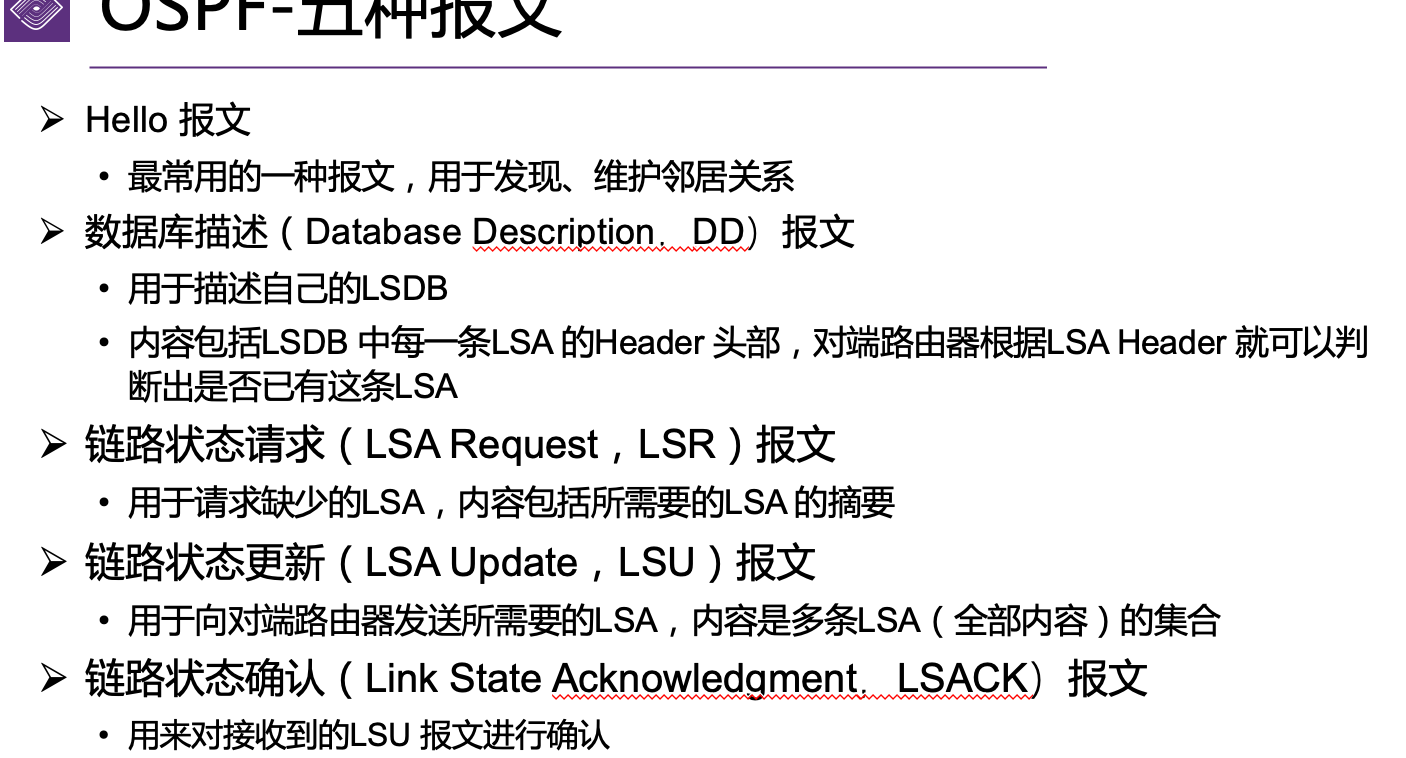 OSPF-五种报文
➢ Hello 报文
• 最常用的一种报文，用于发现、维护邻居关系
➢ 数据库描述（Database Description，DD）报文
• 用于描述自己的LSDB
• 内容包括LSDB 中每一条LSA 的Header 头部，对端路由器根据LSA Header 就可以判
断出是否已有这条LSA
➢ 链路状态请求（LSA Request，LSR）报文
• 用于请求缺少的LSA，内容包括所需要的LSA 的摘要
➢ 链路状态更新（LSA Update，LSU）报文
• 用于向对端路由器发送所需要的LSA，内容是多条LSA（全部内容）的集合
➢ 链路状态确认（Link State Acknowledgment，LSACK）报文
• 用来对接收到的LSU 报文进行确认